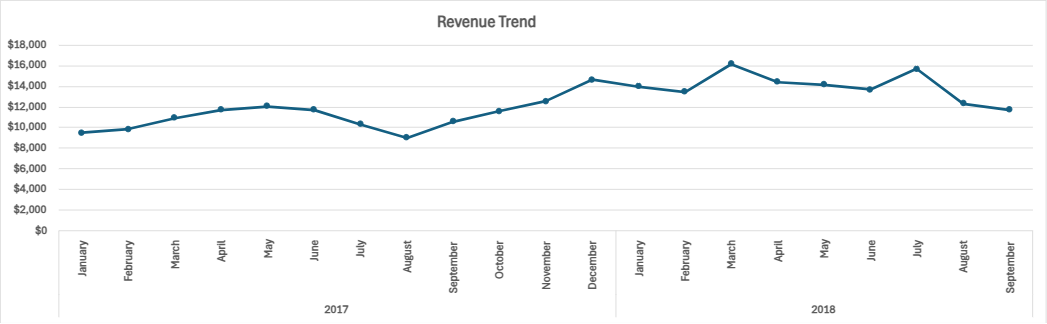 Revenue Trend
$18,000
$16,000
$14,000
$12,000
$10,000
$8,000
$6,000
$4,000
$2,000
$0
January
February
March
April
May
June
July
August
September
October
November
December
January
February
March
April
May
June
July
August
September
2017
2018